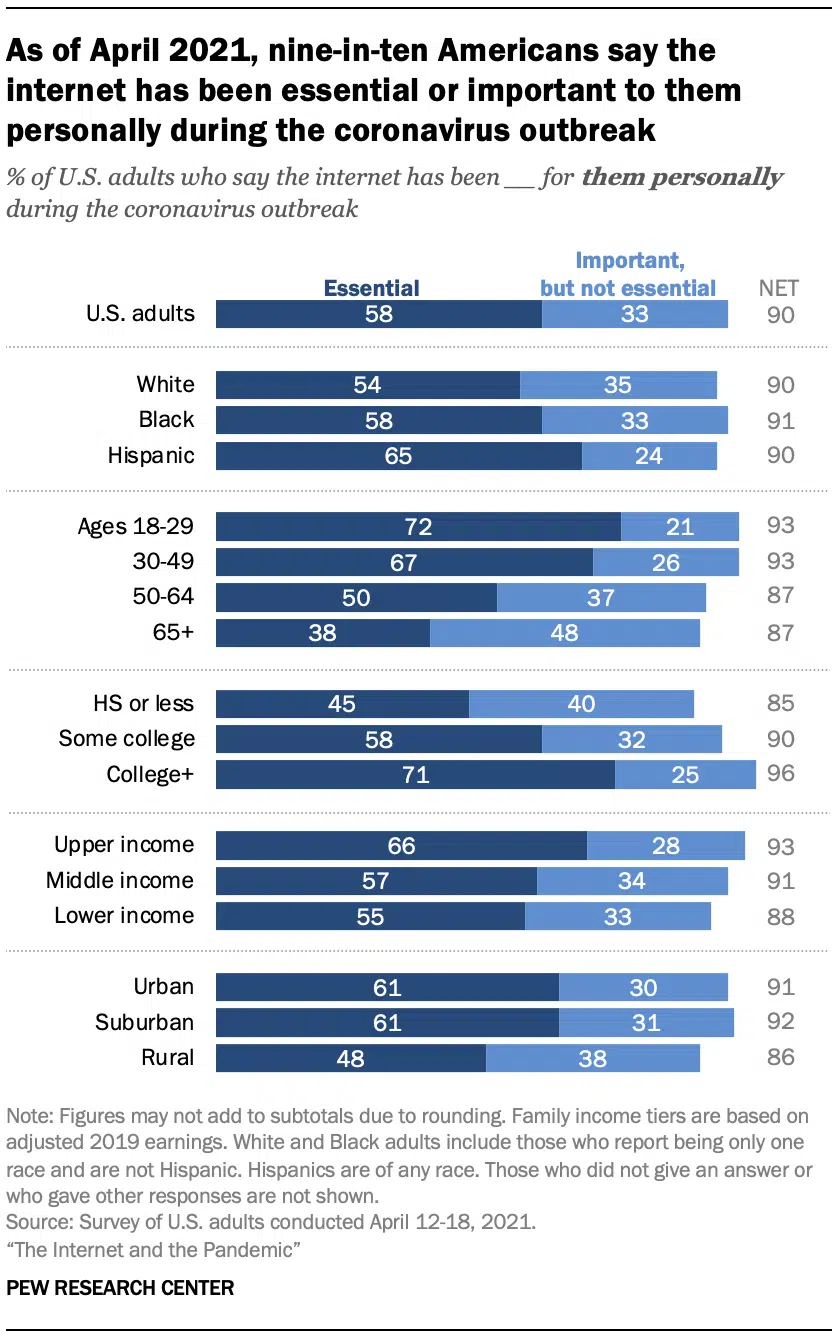 As of April 2021, nine-in-ten Americans say the
internet has been essential or important to them
personally during the coronavirus outbreak
% of U.S. adults who say the internet has been __ for them personally
during the coronavirus outbreak
Important,
Essential but not essential NET
U.S. adults 58 33 90
White 54 35 90
Black 58 33 91
Hispanic 65 24 90
Ages 18-29 72 21 93
30-49 67 26 93
50-64 50 37 87
65+ 38 48 87
HS or less 45 40 85
Some college 58 32 90
College+ 71 25 96
Upper income 66 28 93
Middle income 57 34 91
Lower income 55 33 88
Urban 61 30 91
Suburban 61 31 92
Rural 48 38 86
Note: Figures may not add to subtotals due to rounding. Family income tiers are based on
adjusted 2019 earnings. White and Black adults include those who report being only one
race and are not Hispanic. Hispanics are of any race. Those who did not give an answer or
who gave other responses are not shown.
Source: Survey of U.S. adults conducted April 12-18, 2021.
“The Internet and the Pandemic”
PEW RESEARCH CENTER